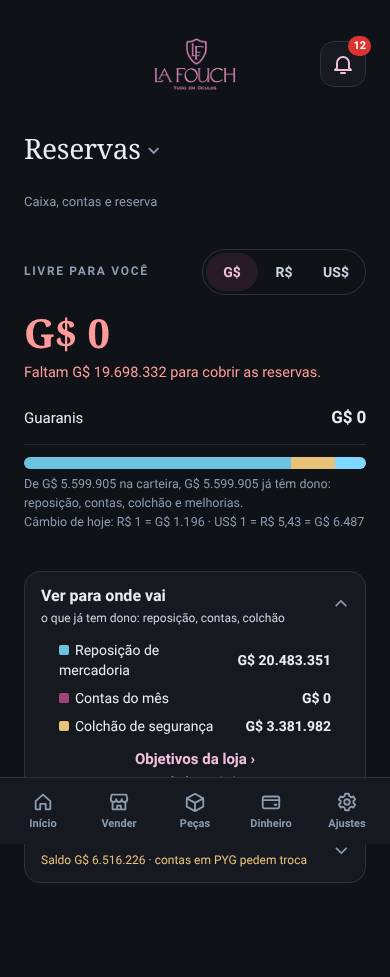 LA FOUCH
Tudo em Óculos
12
Reservas
Caixa, contas e reserva
LIVRE PARA VOCÊ
G$ R$ US$
G$ 0
Faltam G$ 19.698.332 para cobrir as reservas.
Guaranis G$ 0
De G$ 5.599.905 na carteira, G$ 5.599.905 já têm dono:
reposição, contas, colchão e melhorias.
Câmbio de hoje: R$ 1 = G$ 1.196 · US$ 1 = R$ 5,43 = G$ 6.487
Ver para onde vai
o que já tem dono: reposição, contas, colchão
Reposição de
mercadoria G$ 20.483.351
Contas do mês G$ 0
Colchão de segurança G$ 3.381.982
Objetivos da loja ›
Início Vender Peças Dinheiro Ajustes
Saldo G$ 6.516.226 · contas em PYG pedem troca